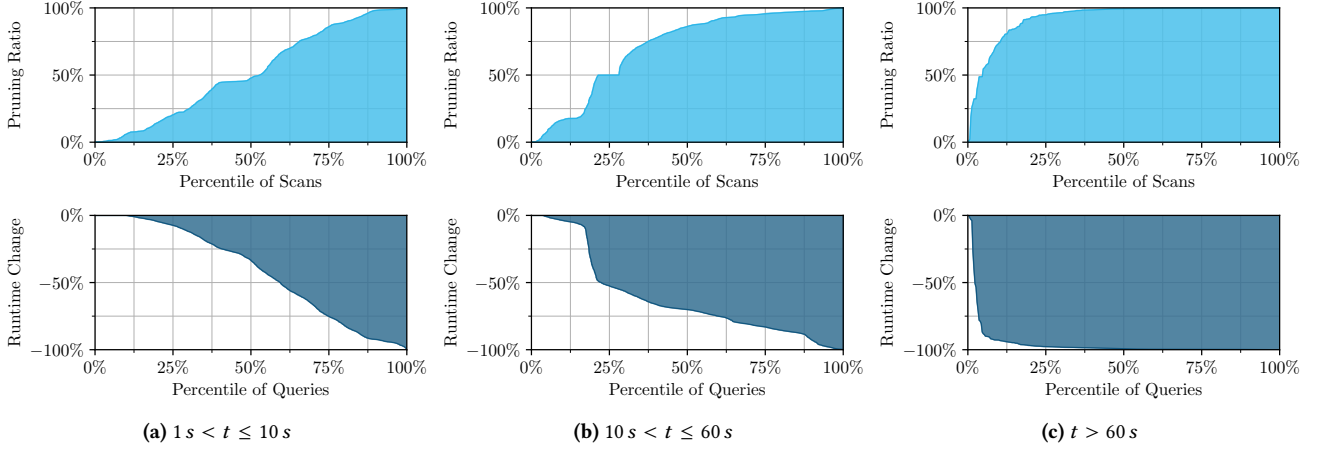 100%
50%
0%
Pruning Ratio
0% 25% 50% 75% 100%
Percentile of Scans
100%
50%
0%
Pruning Ratio
0% 25% 50% 75% 100%
Percentile of Scans
100%
50%
0%
Pruning Ratio
0% 25% 50% 75% 100%
Percentile of Scans
0%
−50%
−100%
Runtime Change
0% 25% 50% 75% 100%
Percentile of Queries
0%
−50%
−100%
Runtime Change
0% 25% 50% 75% 100%
Percentile of Queries
0%
−50%
−100%
Runtime Change
0% 25% 50% 75% 100%
Percentile of Queries
(a) 1 s < t ≤ 10 s
(b) 10 s < t ≤ 60 s
(c) t > 60 s